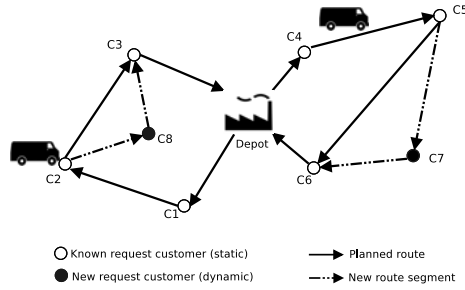 C5
C4
C3
C8
Depot
C7
C6
C2
C1
Known request customer (static)
Planned route
New request customer (dynamic)
New route segment